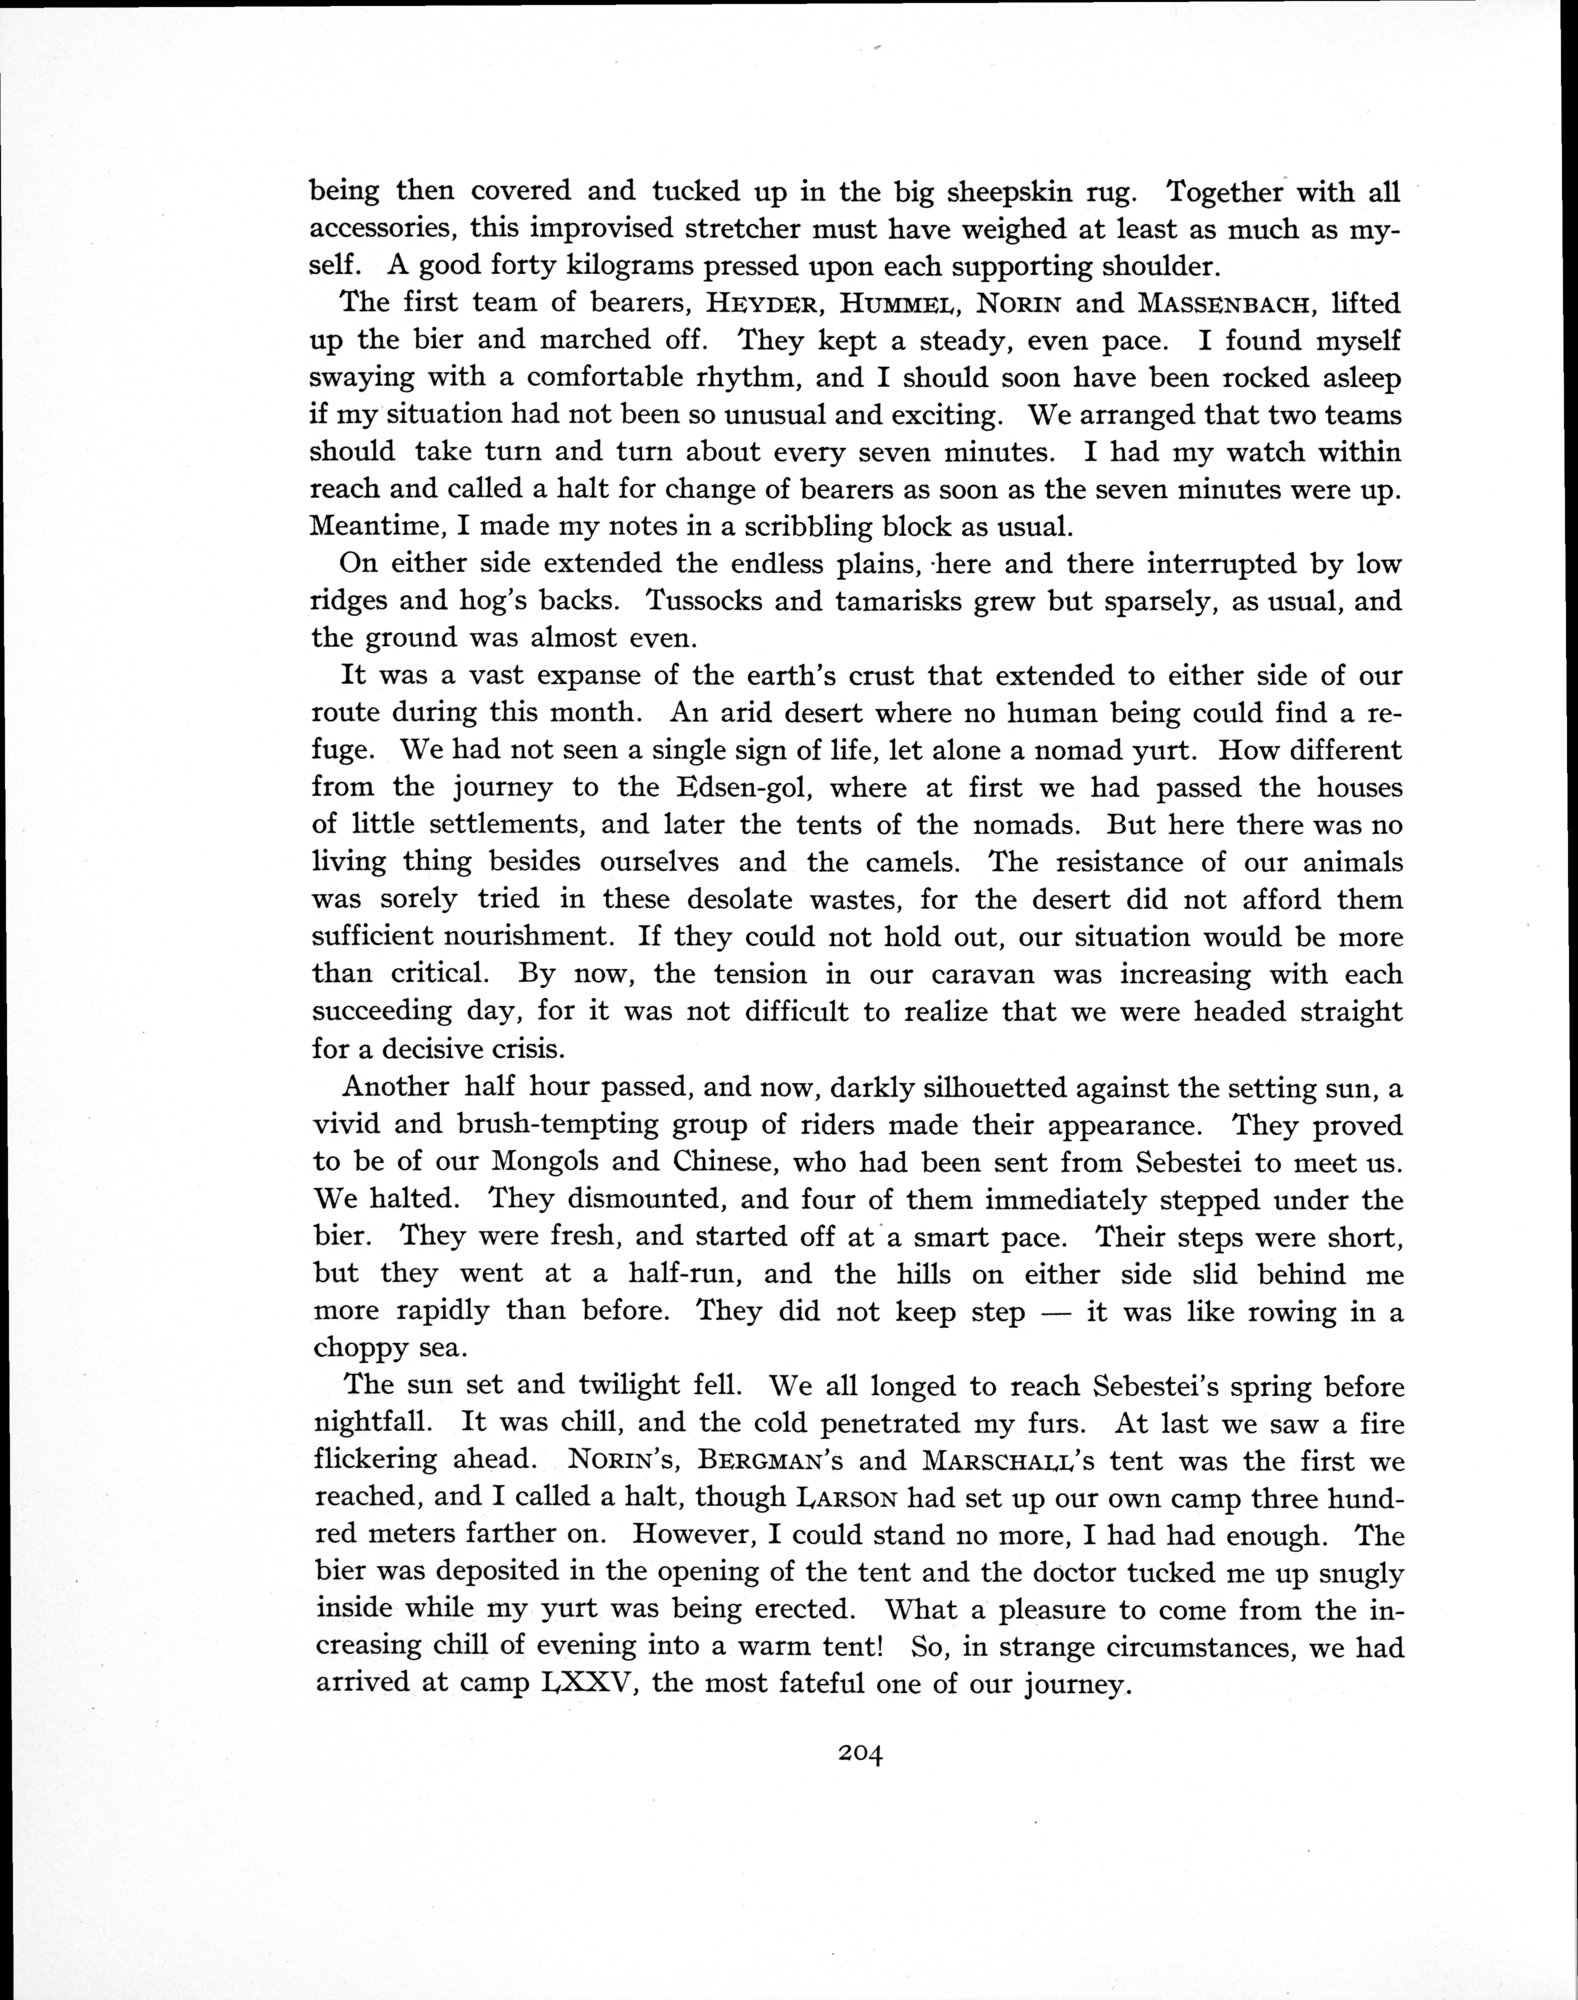 being then covered and tucked up in the big sheepskin rug. Together with all
accessories, this improvised stretcher must have weighed at least as much as my-
self. A good forty kilograms pressed upon each supporting shoulder.
The first team of bearers, HEYDER, HUMMEL, NORIN and MASSENBACH, lifted
up the bier and marched off. They kept a steady, even pace. I found myself
swaying with a comfortable rhythm, and I should soon have been rocked asleep
if my situation had not been so unusual and exciting. We arranged that two teams
should take turn and turn about every seven minutes. I had my watch within
reach and called a halt for change of bearers as soon as the seven minutes were up.
Meantime, I made my notes in a scribbling block as usual.
On either side extended the endless plains, here and there interrupted by low
ridges and hog's backs. Tussocks and tamarisks grew but sparsely, as usual, and
the ground was almost even.
It was a vast expanse of the earth's crust that extended to either side of our
route during this month. An arid desert where no human being could find a re-
fuge. We had not seen a single sign of life, let alone a nomad yurt. How different
from the journey to the Edsen-gol, where at first we had passed the houses
of little settlements, and later the tents of the nomads. But here there was no
living thing besides ourselves and the camels. The resistance of our animals
was sorely tried in these desolate wastes, for the desert did not afford them
sufficient nourishment. If they could not hold out, our situation would be more
than critical. By now, the tension in our caravan was increasing with each
succeeding day, for it was not difficult to realize that we were headed straight
for a decisive crisis.
Another half hour passed, and now, darkly silhouetted against the setting sun, a
vivid and brush-tempting group of riders made their appearance. They proved
to be of our Mongols and Chinese, who had been sent from Sebestei to meet us.
We halted. They dismounted, and four of them immediately stepped under the
bier. They were fresh, and started off at a smart pace. Their steps were short,
but they went at a half-run, and the hills on either side slid behind me
more rapidly than before. They did not keep step — it was like rowing in a
choppy sea.
The sun set and twilight fell. We all longed to reach Sebestei's spring before
nightfall. It was chill, and the cold penetrated my furs. At last we saw a fire
flickering ahead. NORIN's, BERGMAN's and MARSCHALL's tent was the first we
reached, and I called a halt, though LARSON had set up our own camp three hund-
red meters farther on. However, I could stand no more, I had had enough. The
bier was deposited in the opening of the tent and the doctor tucked me up snugly
inside while my yurt was being erected. What a pleasure to come from the in-
creasing chill of evening into a warm tent! So, in strange circumstances, we had
arrived at camp LXXV, the most fateful one of our journey.
204